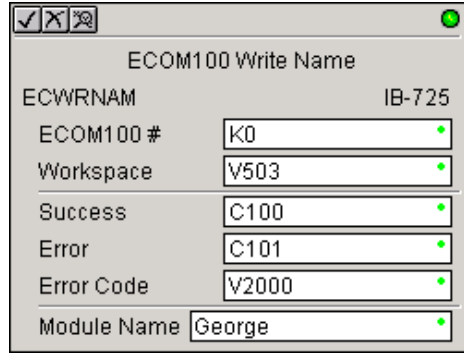 ECOM100 Write Name
ECWRNAM IB-725
ECOM100 # K0
Workspace V503
Success C100
Error C101
Error Code V2000
Module Name George